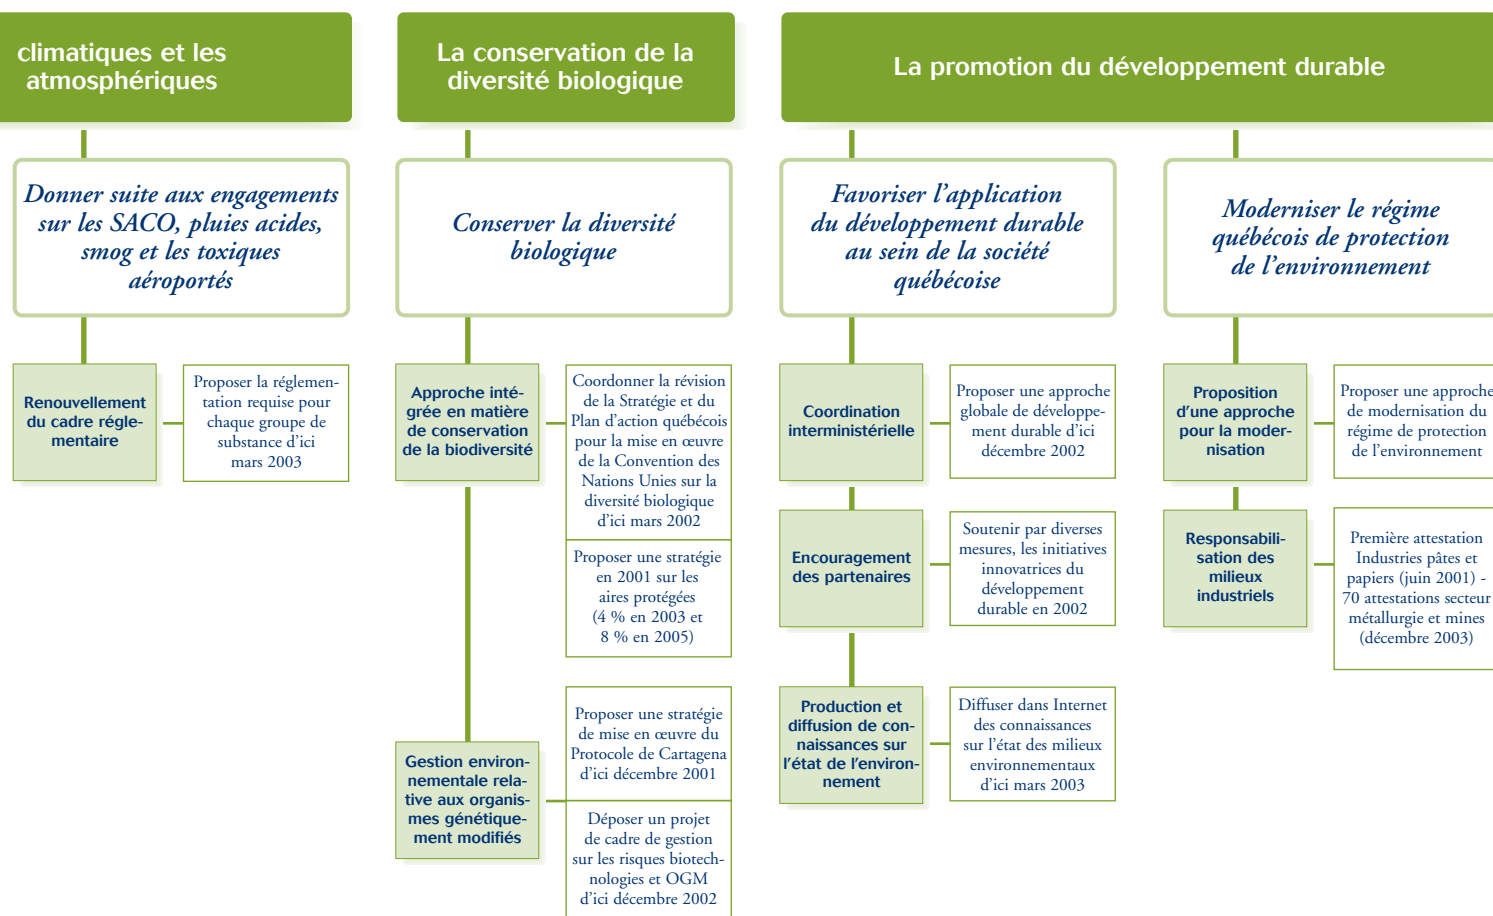 climatiques et les
atmosphériques
Donner suite aux engagements
sur les SACO, pluies acides,
smog et les toxiques
aéroportés
Renouvellement
du cadre régle-
mentaire
Proposer la réglemen-
tation requise pour
chaque groupe de
substance d'ici
mars 2003
La conservation de la
diversité biologique
Conserver la diversité
biologique
Approche inté-
grée en matière
de conservation
de la biodiversité
Coordonner la révision
de la Stratégie et du
Plan d'action québécois
pour la mise en œuvre
de la Convention des
Nations Unies sur la
diversité biologique
d'ici mars 2002
Proposer une stratégie
en 2001 sur les
aires protégées
(4 % en 2003 et
8 % en 2005)
Gestion environ-
nementale rela-
tive aux organis-
mes génétique-
ment modifiés
Proposer une stratégie
de mise en œuvre du
Protocole de Cartagena
d'ici décembre 2001
Déposer un projet
de cadre de gestion
sur les risques biotech-
nologies et OGM
d'ici décembre 2002
La promotion du développement durable
Favoriser l'application
du développement durable
au sein de la société
québécoise
Coordination
interministérielle
Proposer une approche
globale de développe-
ment durable d'ici
décembre 2002
Encouragement
des partenaires
Soutenir par diverses
mesures, les initiatives
innovatrices du
développement
durable en 2002
Production et
diffusion de con-
naissances sur
l'état de l'environ-
nement
Diffuser dans Internet
des connaissances
sur l'état des milieux
environnementaux
d'ici mars 2003
Moderniser le régime
québécois de protection
de l'environnement
Proposition
d'une approche
pour la moder-
nisation
Proposer une approche
de modernisation du
régime de protection
de l'environnement
Responsabili-
sation des
milieux
industriels
Première attestation
Industries pâtes et
papiers (juin 2001) -
70 attestations secteur
métallurgie et mines
(décembre 2003)